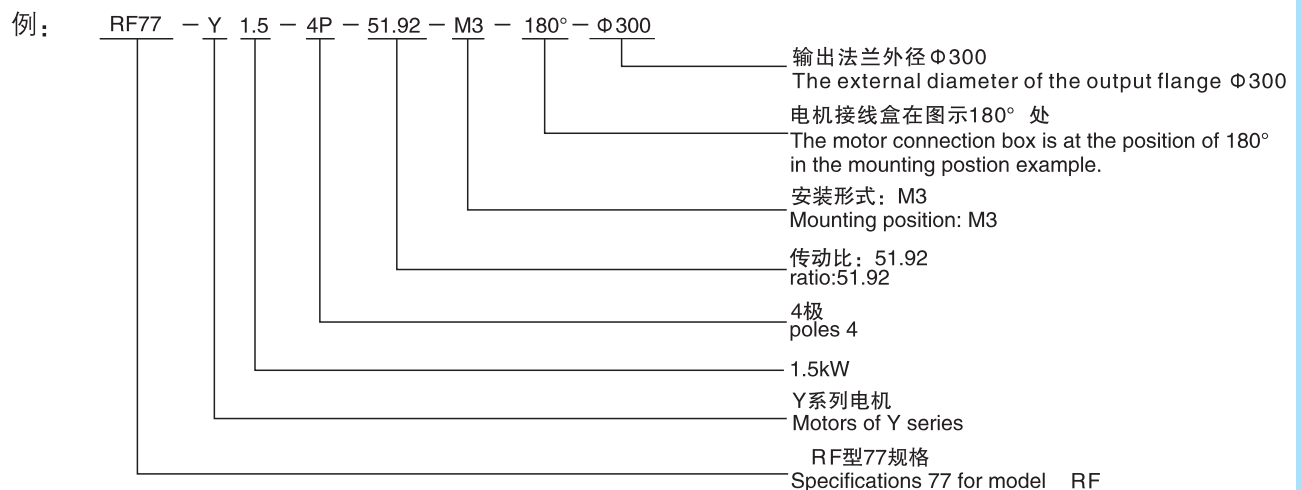 例： RF77 － Y 1.5 － 4P － 51.92 － M3 － 180° － Φ300
输出法兰外径Φ300
The external diameter of the output flange Φ300
电机接线盒在图示180° 处
The motor connection box is at the position of 180°
in the mounting postion example.
安装形式：M3
Mounting position: M3
传动比：51.92
ratio:51.92
4极
poles 4
1.5kW
Y系列电机
Motors of Y series
RF型77规格
Specifications 77 for model RF